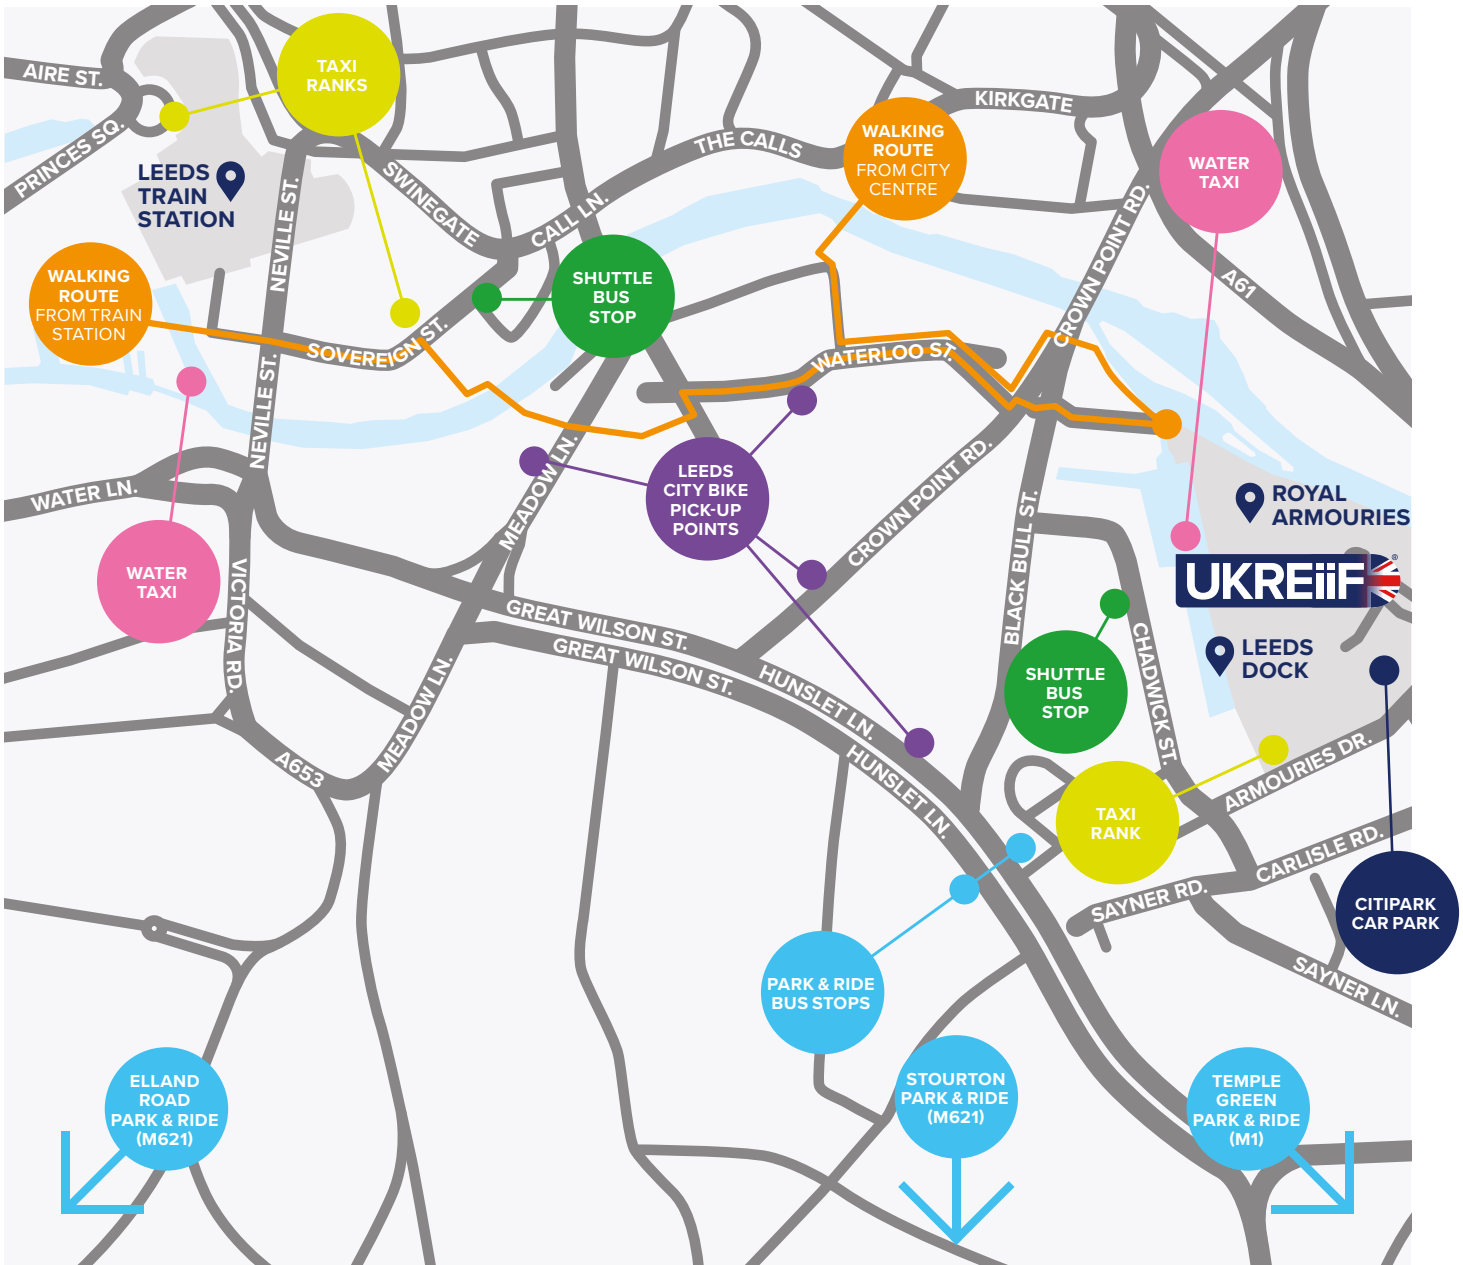 AIRE ST.
PRINCES SQ.
TAXI
RANKS
LEEDS
TRAIN
STATION
NEVILLE ST.
SWINEGATE
CALL LN.
THE CALLS
WALKING
ROUTE
FROM CITY
CENTRE
KIRKGATE
WATER
TAXI
CROWN POINT RD.
A61
WALKING
ROUTE
FROM TRAIN
STATION
SOVEREIGN ST.
SHUTTLE
BUS
STOP
WATERLOO ST.
NEVILLE ST.
WATER LN.
MEADOW LN.
LEEDS
CITY BIKE
PICK-UP
POINTS
CROWN POINT RD.
BLACK BULL ST.
ROYAL
ARMOURIES
UKREiiF
®
WATER
TAXI
VICTORIA RD.
GREAT WILSON ST.
GREAT WILSON ST.
MEADOW LN.
HUNSLET LN.
HUNSLET LN.
SHUTTLE
BUS
STOP
CHADWICK ST.
LEEDS
DOCK
A653
ARMOURIES DR.
TAXI
RANK
CARLISLE RD.
SAYNER RD.
CITIPARK
CAR PARK
SAYNER LN.
PARK & RIDE
BUS STOPS
ELLAND
ROAD
PARK & RIDE
(M621)
STOURTON
PARK & RIDE
(M621)
TEMPLE
GREEN
PARK & RIDE
(M1)